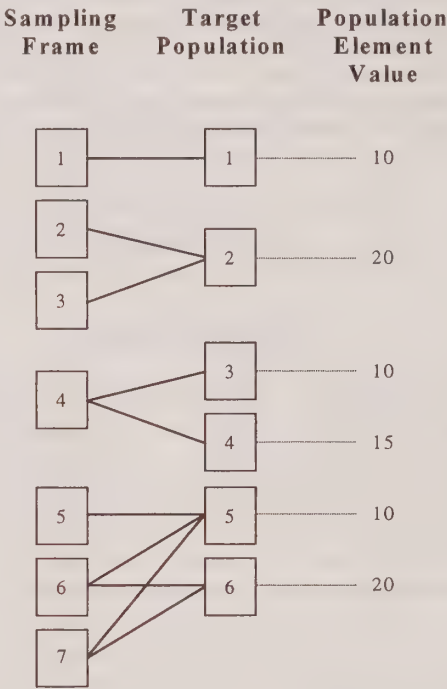 Sampling Frame
Target Population
Population Element Value
1 1 10
2
2 20
3
3 10
4
4 15
5 5 10
6 6 20
7